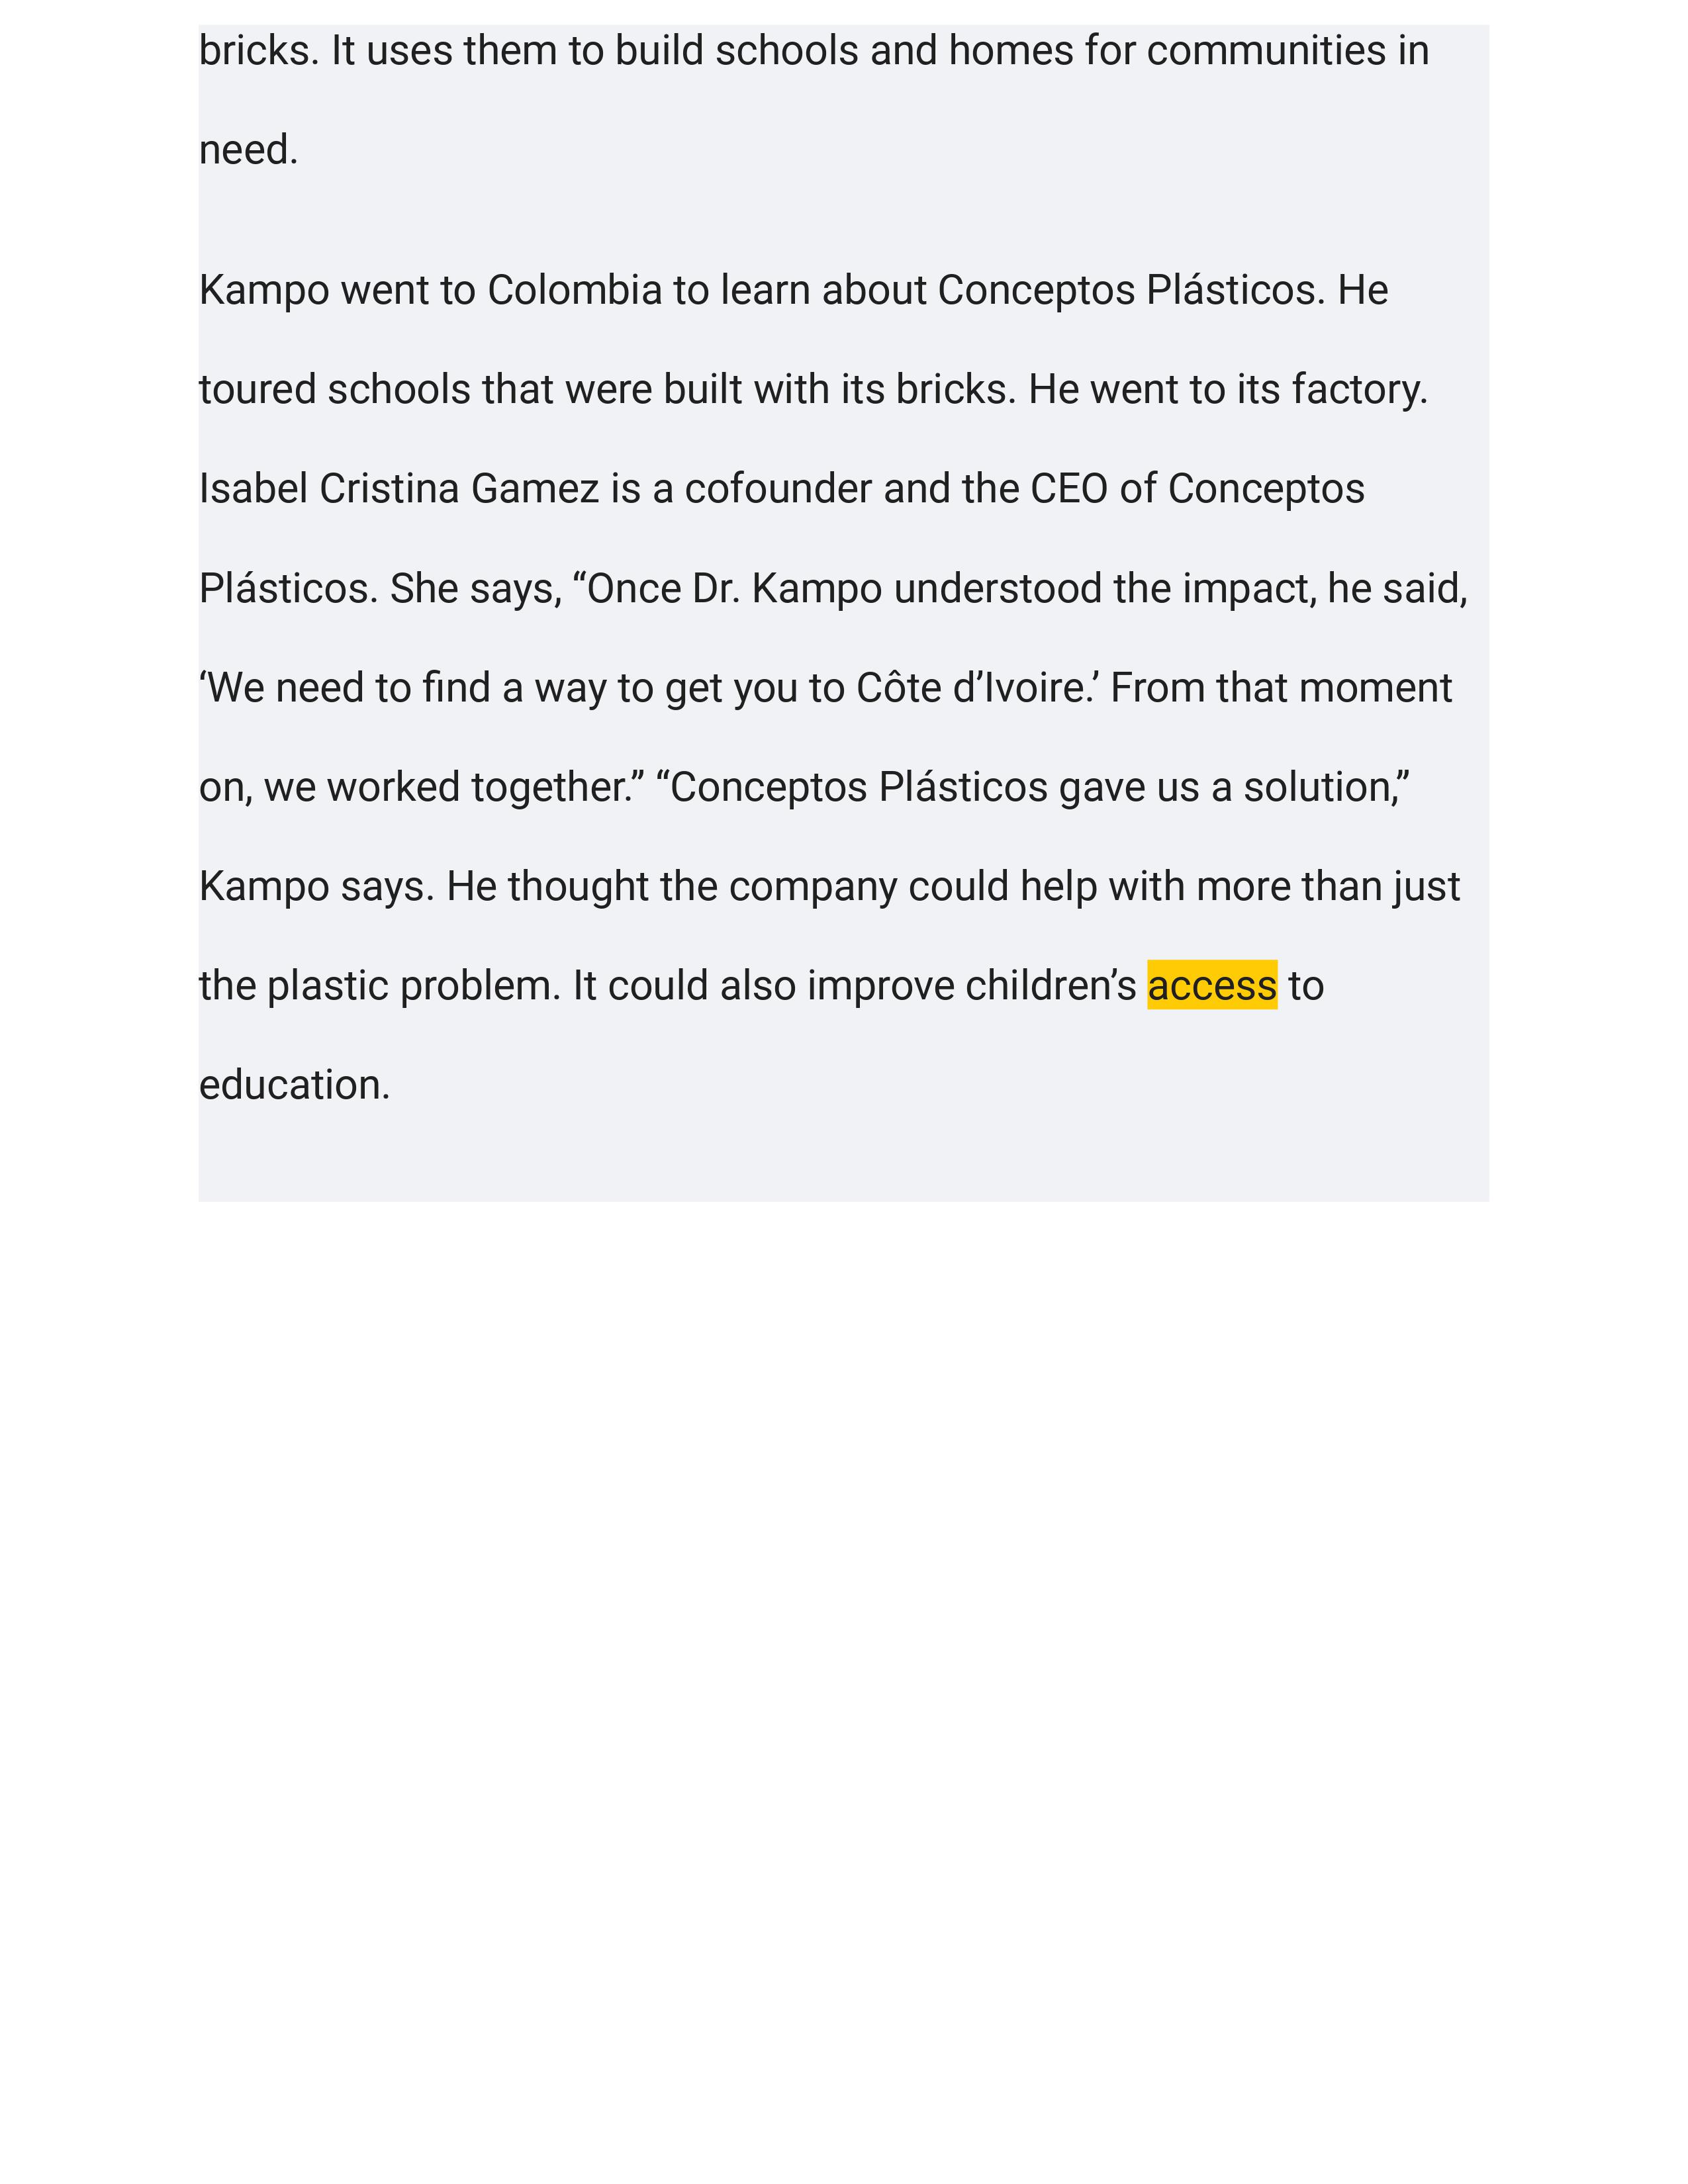 bricks. It uses them to build schools and homes for communities in
need.
Kampo went to Colombia to learn about Conceptos Plásticos. He
toured schools that were built with its bricks. He went to its factory.
Isabel Cristina Gamez is a cofounder and the CEO of Conceptos
Plásticos. She says, “Once Dr. Kampo understood the impact, he said,
‘We need to find a way to get you to Côte d’Ivoire.’ From that moment
on, we worked together.” “Conceptos Plásticos gave us a solution,”
Kampo says. He thought the company could help with more than just
the plastic problem. It could also improve children’s access to
education.